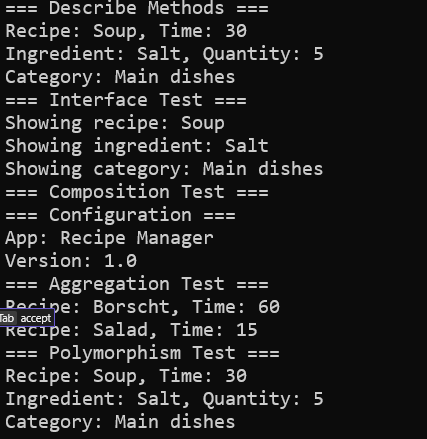 === Describe Methods ===
Recipe: Soup, Time: 30
Ingredient: Salt, Quantity: 5
Category: Main dishes
=== Interface Test ===
Showing recipe: Soup
Showing ingredient: Salt
Showing category: Main dishes
=== Composition Test ===
=== Configuration ===
App: Recipe Manager
Version: 1.0
=== Aggregation Test ===
Recipe: Borscht, Time: 60
Tab accept
Recipe: Salad, Time: 15
=== Polymorphism Test ===
Recipe: Soup, Time: 30
Ingredient: Salt, Quantity: 5
Category: Main dishes